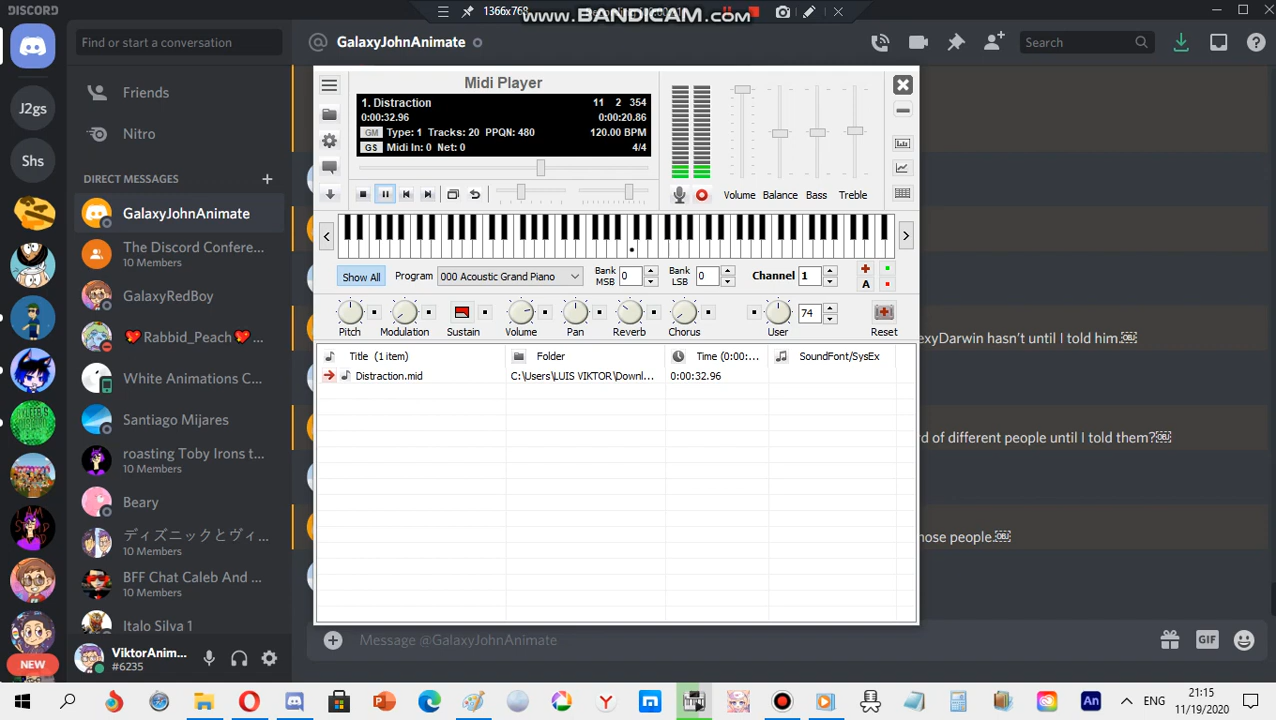 DISCORD
1366x768
www.BANDICAM.com
Find or start a conversation
GalaxyJohnAnimate
Search
J2gs
Shs
NEW
Friends
Nitro
DIRECT MESSAGES
GalaxyJohnAnimate
The Discord Confere...
10 Members
GalaxyRedBoy
❤️Rabbid_Peach❤️...
White Animations C...
Santiago Mijares
roasting Toby Irons t...
10 Members
Beary
ディズニックとヴィ...
10 Members
BFF Chat Caleb And ...
10 Members
Italo Silva 1
ViktorAnim...
#6235
Midi Player
1. Distraction 11 2 354
0:00:32.96 0:00:20.86
GM Type: 1 Tracks: 20 PPQN: 480 120.00 BPM
GS Midi In: 0 Net: 0 4/4
Volume Balance Bass Treble
Show All Program 000 Acoustic Grand Piano Bank MSB 0 Bank LSB 0 Channel 1
A
Pitch Modulation Sustain Volume Pan Reverb Chorus User 74 Reset
Title (1 item) Folder Time (0:00:... SoundFont/SysEx
Distraction.mid C:\Users\LUIS VIKTOR\Downl... 0:00:32.96
exyDarwin hasn't until I told him.
rd of different people until I told them?
hose people.
Message @GalaxyJohnAnimate
GIF
ENG
21:15
11/19/2020